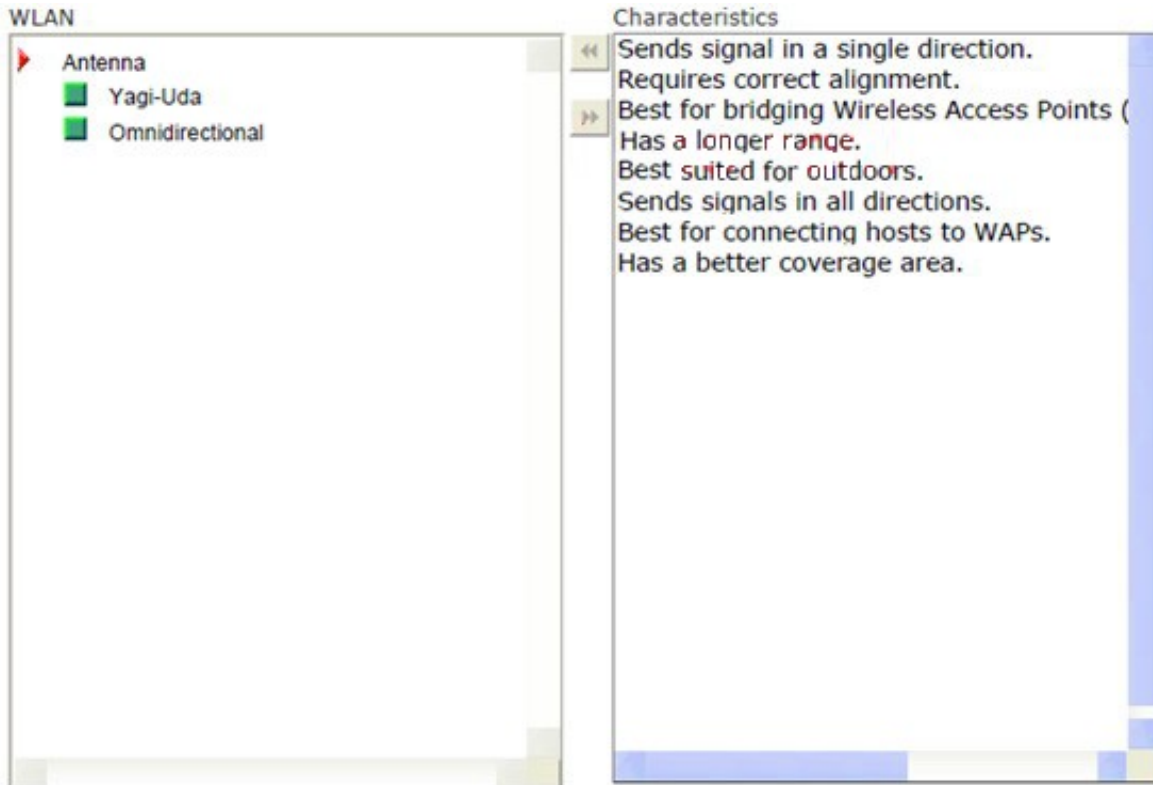 WLAN
Antenna
Yagi-Uda
Omnidirectional
Characteristics
Sends signal in a single direction.
Requires correct alignment.
Best for bridging Wireless Access Points (
Has a longer range.
Best suited for outdoors.
Sends signals in all directions.
Best for connecting hosts to WAPs.
Has a better coverage area.